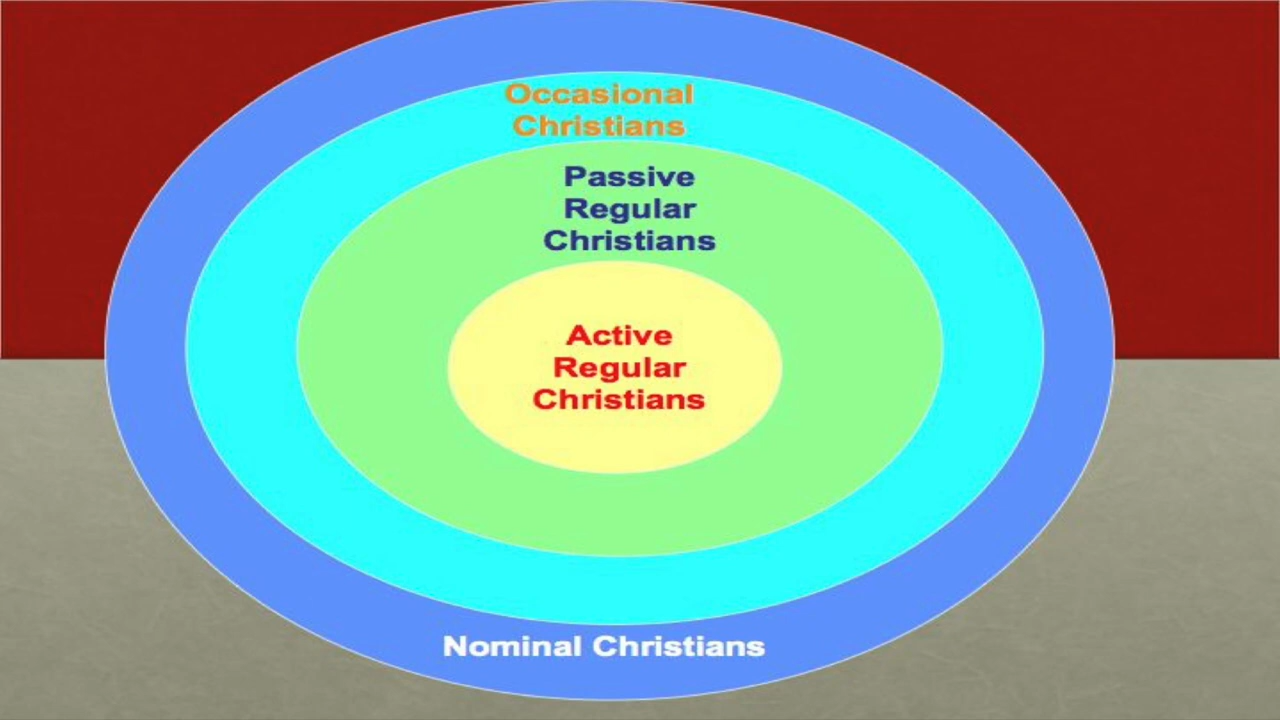 Occasional
Christians
Passive
Regular
Christians
Active
Regular
Christians
Nominal Christians